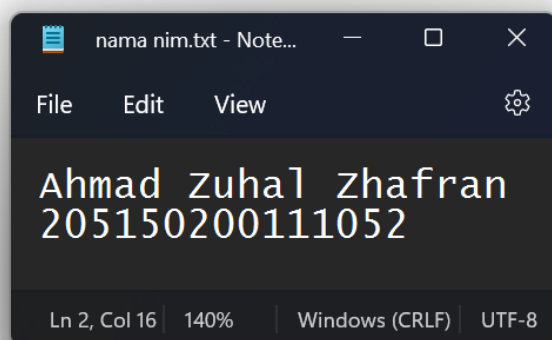 nama nim.txt - Note...
File Edit View
Ahmad Zuhal Zhafran
205150200111052
Ln 2, Col 16 140% Windows (CRLF) UTF-8